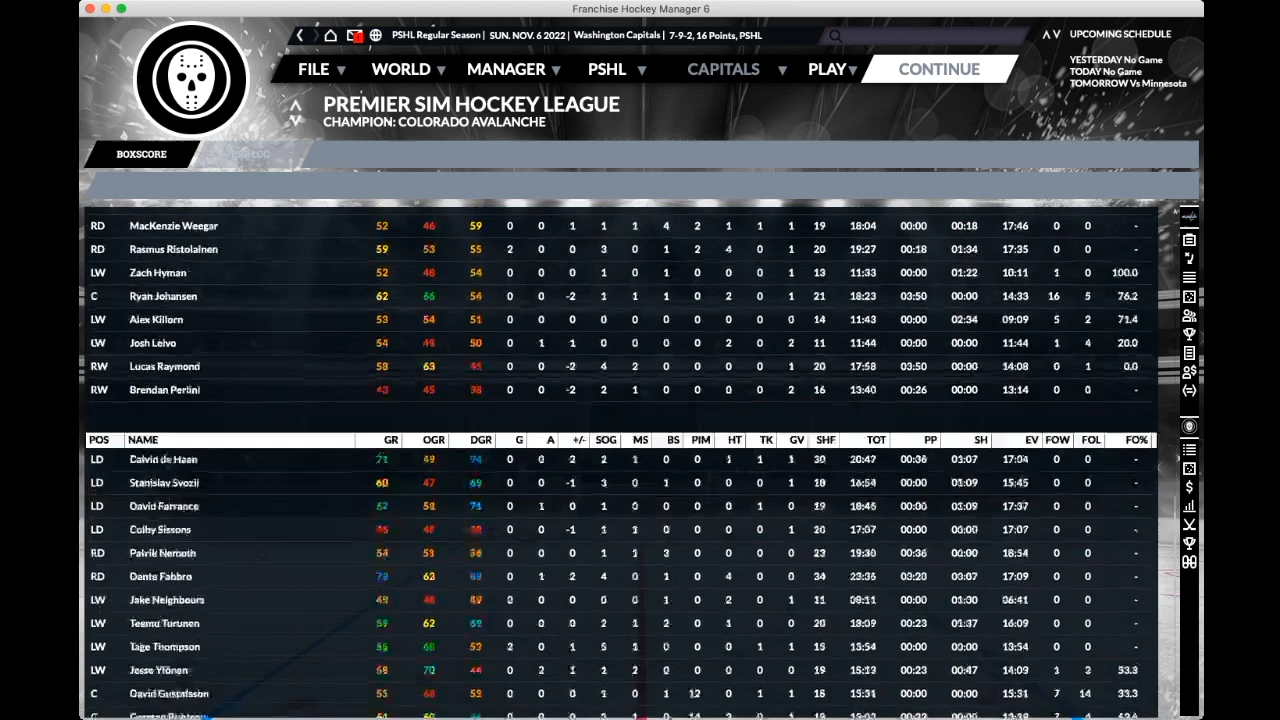 Franchise Hockey Manager 6
PSHL Regular Season | SUN. NOV. 6 2022 | Washington Capitals | 7-9-2, 16 Points, PSHL
UPCOMING SCHEDULE
YESTERDAY No Game
TODAY No Game
TOMORROW Vs Minnesota
FILE WORLD MANAGER PSHL CAPITALS PLAY CONTINUE
PREMIER SIM HOCKEY LEAGUE
CHAMPION: COLORADO AVALANCHE
BOXSCORE
RD MacKenzie Weegar 52 46 59 0 0 1 1 1 4 2 1 1 1 19 18:04 00:00 00:18 17:46 0 0 -
RD Rasmus Ristolainen 59 53 55 2 0 0 3 0 1 2 4 0 1 20 19:27 00:18 01:34 17:35 0 0 -
LW Zach Hyman 52 46 54 0 0 0 1 0 1 0 0 0 1 13 11:33 00:00 01:22 10:11 1 0 100.0
C Ryan Johansen 62 66 54 0 0 -2 1 1 1 0 2 0 1 21 18:23 03:50 00:00 14:33 16 5 76.2
LW Alex Killorn 53 54 51 0 0 0 0 0 0 0 0 0 0 14 11:43 00:00 02:34 09:09 5 2 71.4
LW Josh Leivo 54 50 0 1 1 0 0 0 0 2 0 2 11 11:44 00:00 00:00 11:44 1 4 20.0
RW Lucas Raymond 58 63 0 0 -2 4 2 0 0 0 1 20 17:58 03:50 00:00 14:08 0 1 0.0
RW Brendan Perlini 45 38 0 0 -2 2 1 0 0 0 0 2 16 13:40 00:26 00:00 13:14 0 0 -
POS NAME GR OGR DGR G A +/- SOG MS BS PIM HT TK GV SHF TOT PP SH EV FOW FOL FO%
LD Calvin de Haan 71 49 74 0 2 2 1 0 0 1 1 1 30 20:47 00:36 03:07 17:04 0 0 -
LD Stanislav Svozil 60 47 69 0 0 -1 3 0 1 0 0 0 1 18 16:54 00:00 01:09 15:45 0 0 -
LD David Farrance 0 1 0 1 0 0 0 0 1 0 19 18:46 00:00 17:37 0 0 -
LD Colby Sissons 0 0 -1 1 1 0 0 0 0 1 20 17:07 00:00 00:00 17:07 0 0 -
RD Patrik Nemeth 0 0 0 1 1 0 0 0 0 23 19:30 00:36 00:00 18:54 0 0 -
RD Dante Fabbro 62 0 1 2 4 0 1 0 4 0 0 34 23:36 03:20 03:07 17:09 0 0 -
LW Jake Neighbours 0 0 1 0 2 0 1 11 08:11 00:00 01:30 06:41 0 0 -
LW Teemu Turunen 59 62 0 0 0 2 1 2 0 1 0 0 20 18:09 00:23 01:37 16:09 0 0 -
LW Tage Thompson 2 0 1 1 0 0 0 1 1 13:54 00:00 00:00 13:54 0 0 -
LW Jesse Ylönen 70 0 2 1 2 0 0 0 0 0 19 15:13 00:23 00:47 14:09 1 53.3
C David Gustafsson 53 68 0 0 0 1 0 1 12 0 1 1 15:31 00:00 00:00 15:31 7 14 33.3